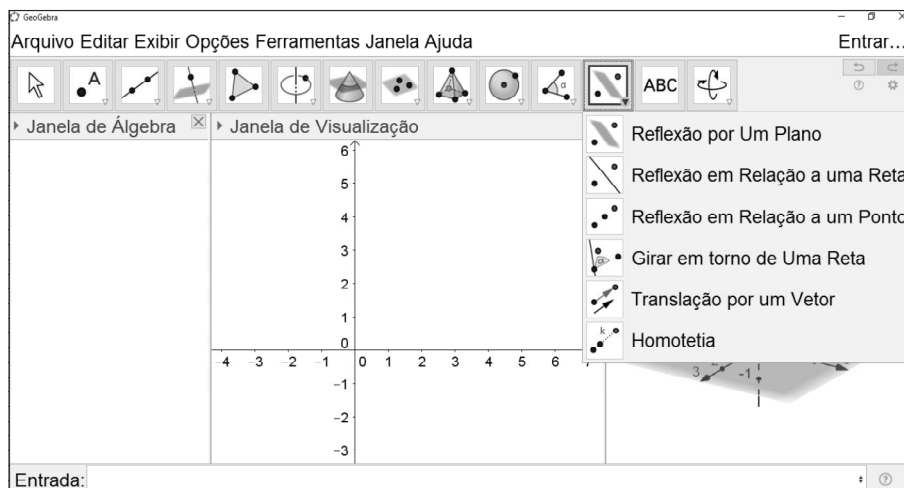 GeoGebra
Arquivo Editar Exibir Opções Ferramentas Janela Ajuda Entrar...
A α ABC
Janela de Álgebra Janela de Visualização
Reflexão por Um Plano
Reflexão em Relação a uma Reta
Reflexão em Relação a um Ponto
Girar em torno de Uma Reta
Translação por um Vetor
k
Homotetia
6
5
4
3
2
1
0
-4 -3 -2 -1 0 1 2 3 4 5 6
-1
-2
-3
3 -1
Entrada: